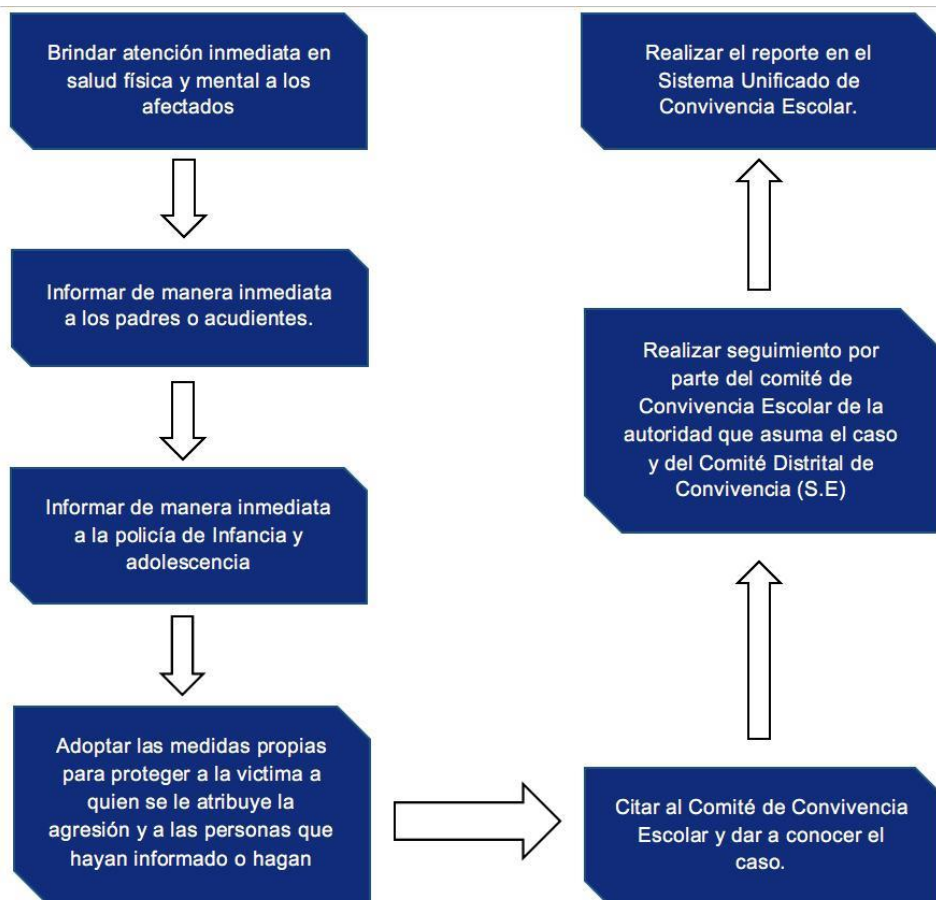 Brindar atención inmediata en
salud física y mental a los
afectados
Informar de manera inmediata
a los padres o acudientes.
Informar de manera inmediata
a la policía de Infancia y
adolescencia
Adoptar las medidas propias
para proteger a la victima a
quien se le atribuye la
agresión y a las personas que
hayan informado o hagan
Citar al Comité de Convivencia
Escolar y dar a conocer el
caso.
Realizar seguimiento por
parte del comité de
Convivencia Escolar de la
autoridad que asuma el caso
y del Comité Distrital de
Convivencia (S.E)
Realizar el reporte en el
Sistema Unificado de
Convivencia Escolar.